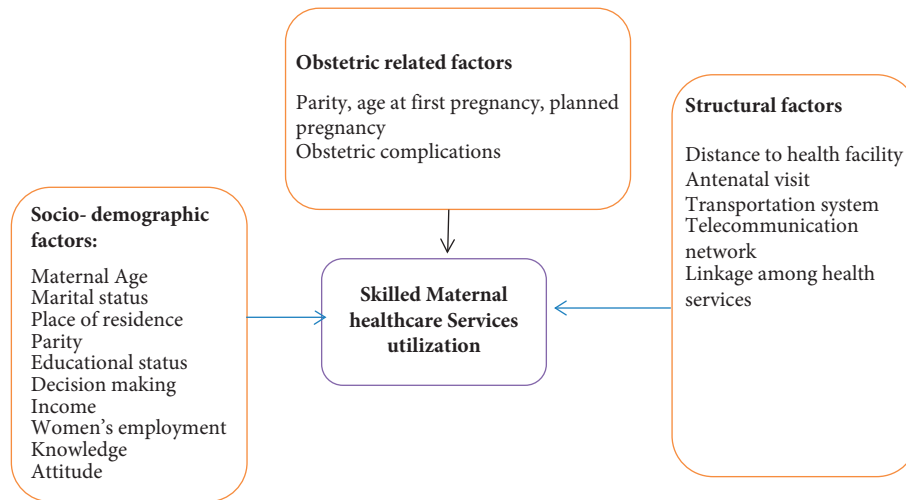 Obstetric related factors
Parity, age at first pregnancy, planned
pregnancy
Obstetric complications
Socio- demographic
factors:
Maternal Age
Marital status
Place of residence
Parity
Educational status
Decision making
Income
Women's employment
Knowledge
Attitude
Skilled Maternal
healthcare Services
utilization
Structural factors
Distance to health facility
Antenatal visit
Transportation system
Telecommunication
network
Linkage among health
services